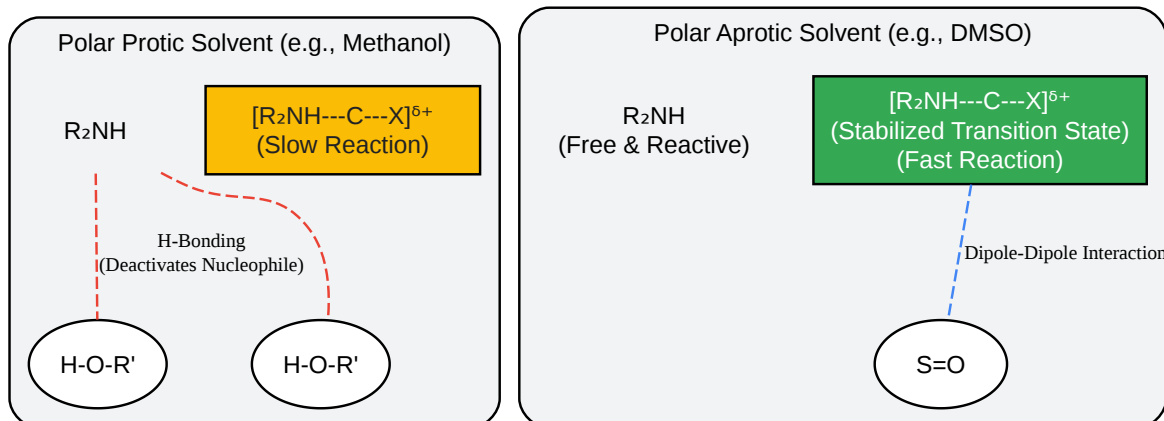 Polar Protic Solvent (e.g., Methanol)
R₂NH
[R₂NH---C---X]ᵟ⁺
(Slow Reaction)
H-Bonding
(Deactivates Nucleophile)
H-O-R'
H-O-R'
Polar Aprotic Solvent (e.g., DMSO)
R₂NH
(Free & Reactive)
[R₂NH---C---X]ᵟ⁺
(Stabilized Transition State)
(Fast Reaction)
Dipole-Dipole Interaction
S=O